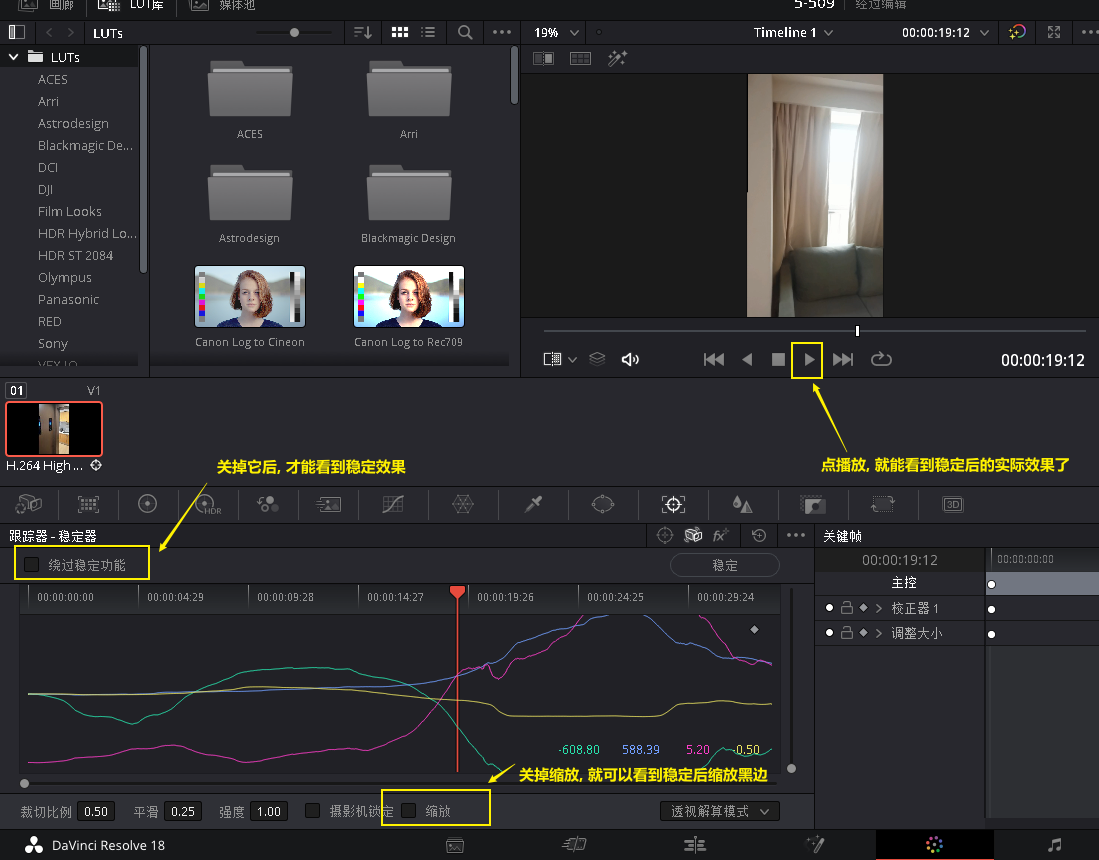 画廊
LUT库
媒体池
5-509
经过编辑
LUTs
19%
Timeline 1
00:00:19:12
LUTs
ACES
Arri
Astrodesign
Blackmagic De...
DCI
DJI
Film Looks
HDR Hybrid Lo...
HDR ST 2084
Olympus
Panasonic
RED
Sony
VFX IO
ACES
Arri
Astrodesign
Blackmagic Design
Canon Log to Cineon
Canon Log to Rec709
00:00:19:12
01
V1
H.264 High ...
关掉它后, 才能看到稳定效果
点播放, 就能看到稳定后的实际效果了
HDR
3D
跟踪器 - 稳定器
fx
关键帧
绕过稳定功能
稳定
00:00:19:12
00:00:00:00
主控
校正器 1
调整大小
00:00:00:00
00:00:04:29
00:00:09:28
00:00:14:27
00:00:19:26
00:00:24:25
00:00:29:24
-608.80
588.39
5.20
-0.50
关掉缩放, 就可以看到稳定后缩放黑边
裁切比例
0.50
平滑
0.25
强度
1.00
摄影机锁定
缩放
透视解算模式
DaVinci Resolve 18